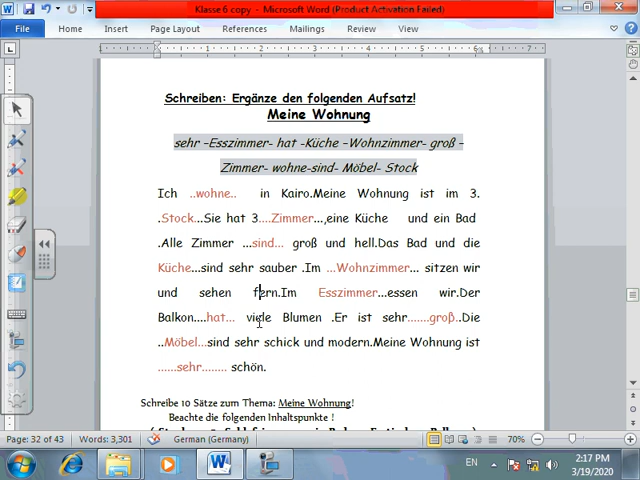 Klasse 6 copy - Microsoft Word (Product Activation Failed)
File Home Insert Page Layout References Mailings Review View
Schreiben: Ergänze den folgenden Aufsatz!
Meine Wohnung
sehr –Esszimmer- hat -Küche –Wohnzimmer- groß –
Zimmer- wohne-sind- Möbel- Stock
Ich ..wohne.. in Kairo.Meine Wohnung ist im 3.
.Stock....Sie hat 3....Zimmer...,eine Küche und ein Bad
.Alle Zimmer ...sind... groß und hell.Das Bad und die
Küche...sind sehr sauber .Im ...Wohnzimmer... sitzen wir
und sehen fern.Im Esszimmer...essen wir.Der
Balkon....hat... viele Blumen .Er ist sehr.......groß..Die
..Möbel...sind sehr schick und modern.Meine Wohnung ist
......sehr........ schön.
Schreibe 10 Sätze zum Thema: Meine Wohnung!
Beachte die folgenden Inhaltspunkte !
Page: 32 of 43 Words: 3,301 German (Germany) 70%
EN 2:17 PM
3/19/2020